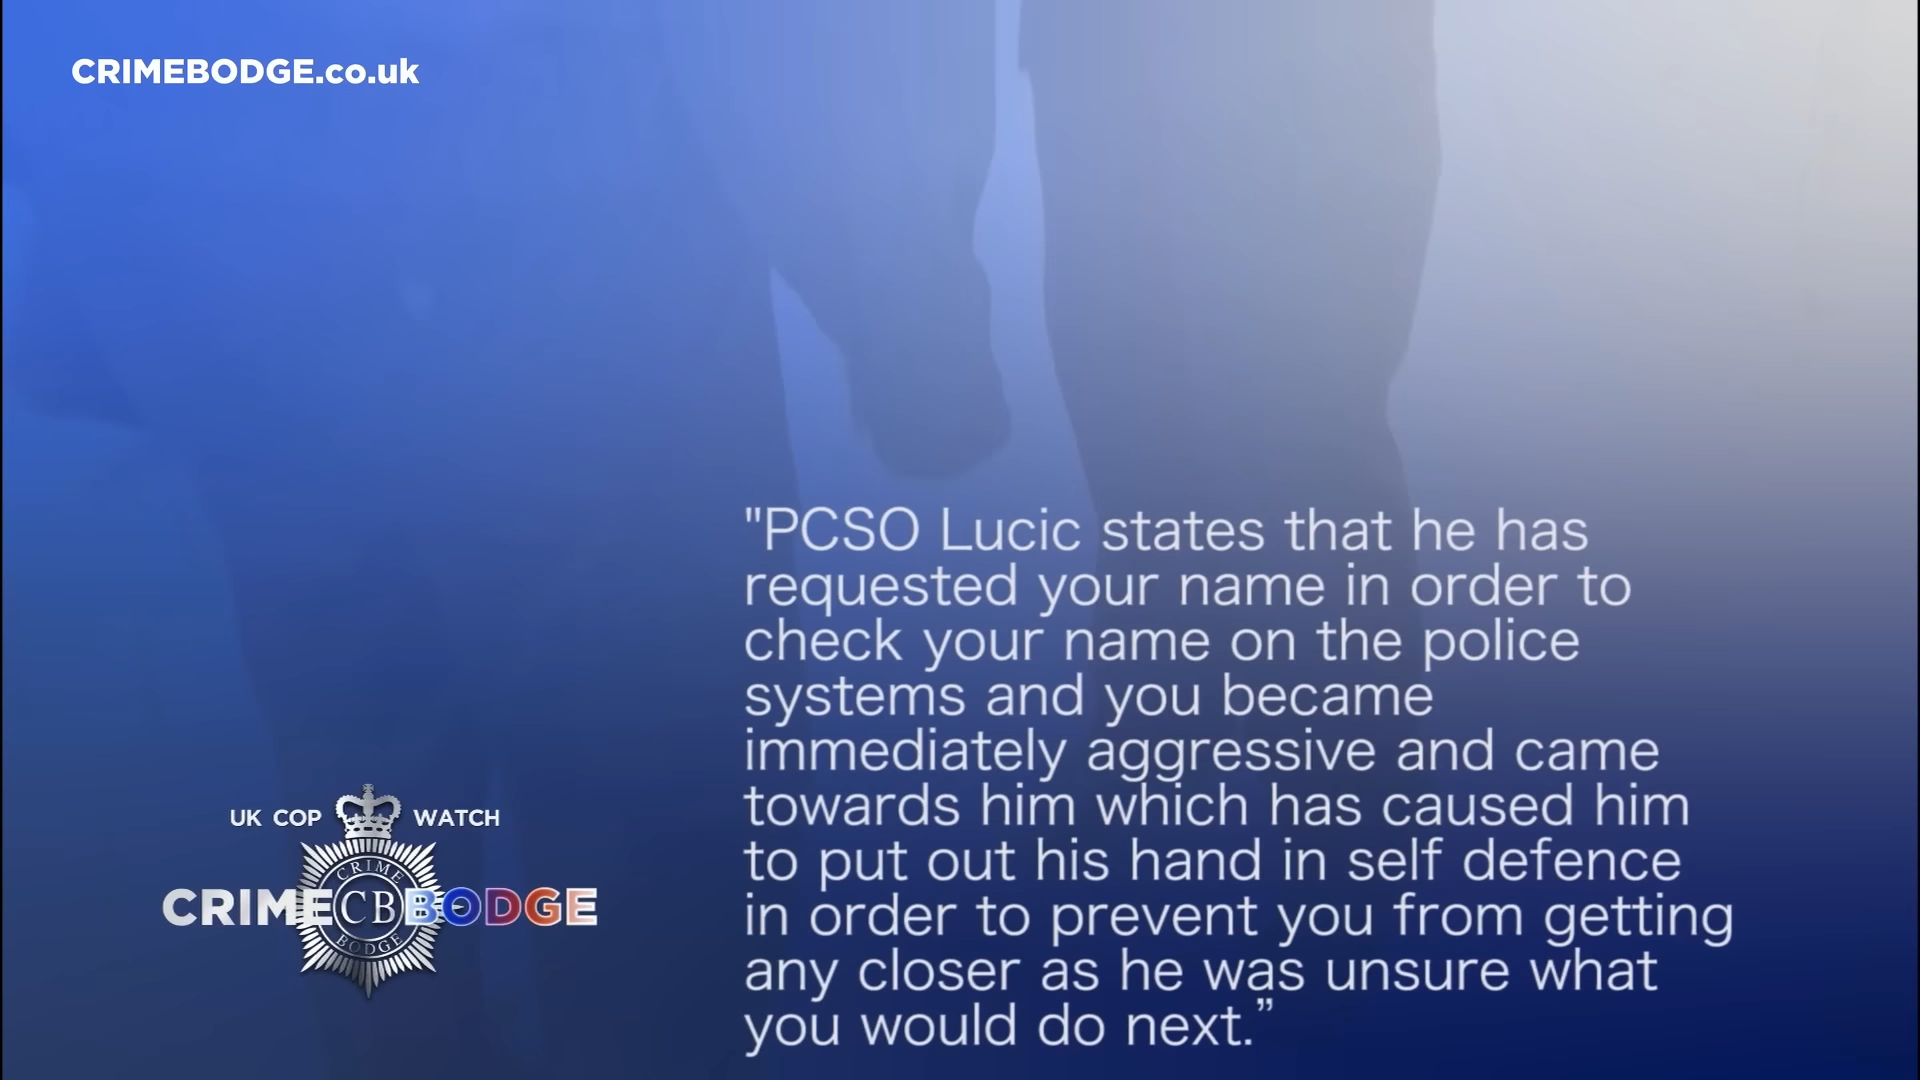 CRIMEBODGE.co.uk
"PCSO Lucic states that he has
requested your name in order to
check your name on the police
systems and you became
immediately aggressive and came
towards him which has caused him
to put out his hand in self defence
in order to prevent you from getting
any closer as he was unsure what
you would do next.”
UK COP WATCH
CRIME
CRIME CB BODGE
BODGE